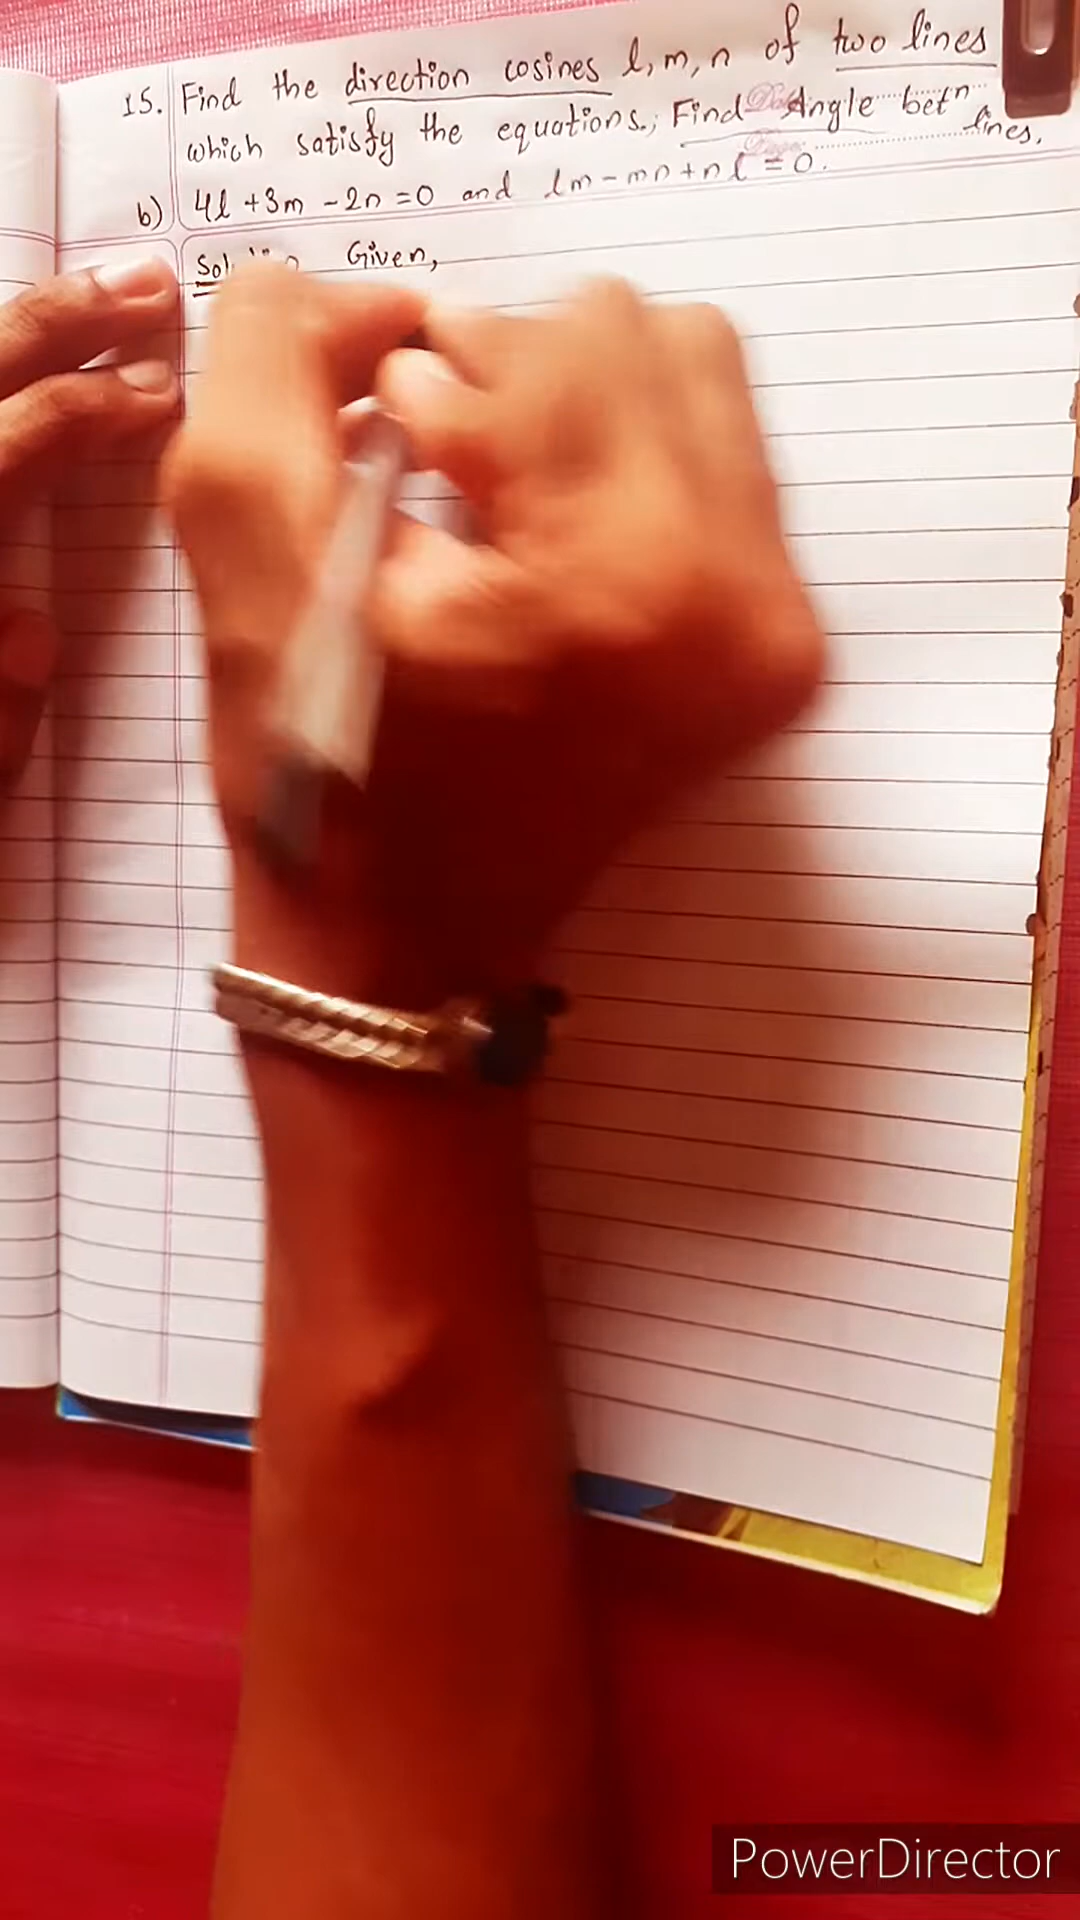 15. Find the direction cosines l, m, n of two lines
which satisfy the equations., Find Angle betⁿ lines.
b) 4l + 3m - 2n = 0 and lm - mn + nl = 0.
Given,
PowerDirector